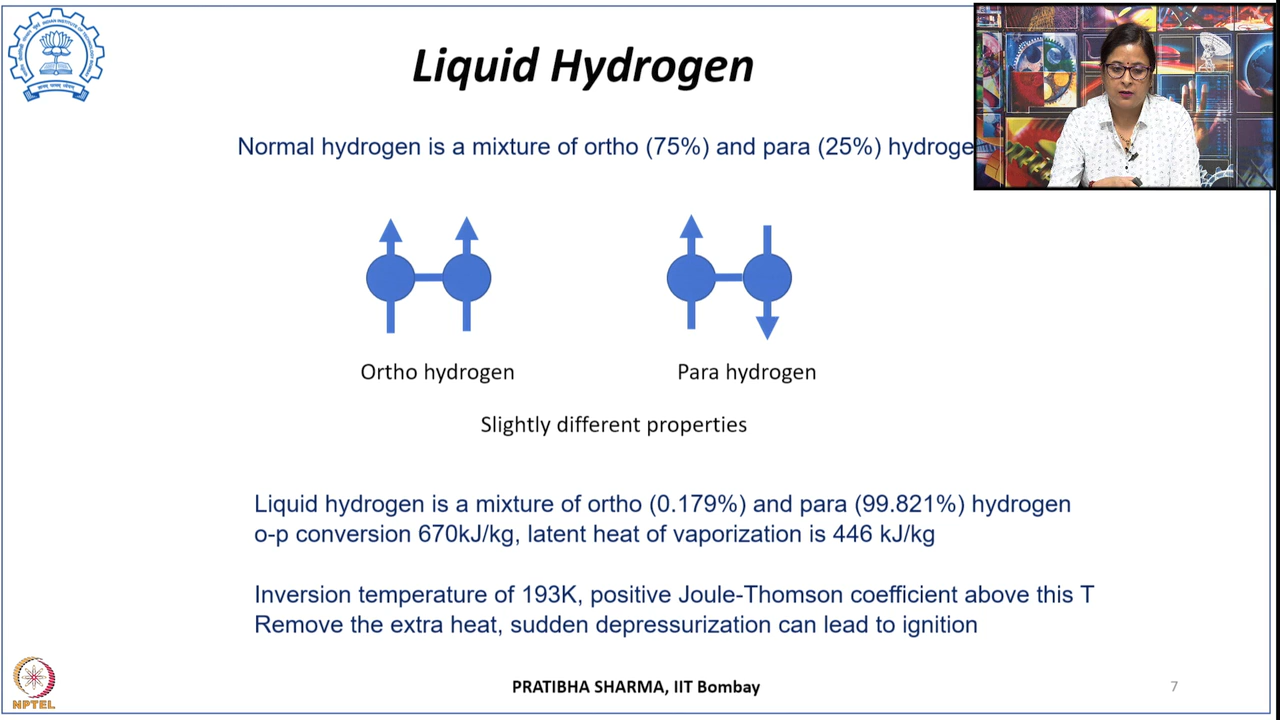 Liquid Hydrogen
Normal hydrogen is a mixture of ortho (75%) and para (25%) hydroge
Ortho hydrogen
Para hydrogen
Slightly different properties
Liquid hydrogen is a mixture of ortho (0.179%) and para (99.821%) hydrogen
o-p conversion 670kJ/kg, latent heat of vaporization is 446 kJ/kg
Inversion temperature of 193K, positive Joule-Thomson coefficient above this T
Remove the extra heat, sudden depressurization can lead to ignition
NPTEL
PRATIBHA SHARMA, IIT Bombay
7